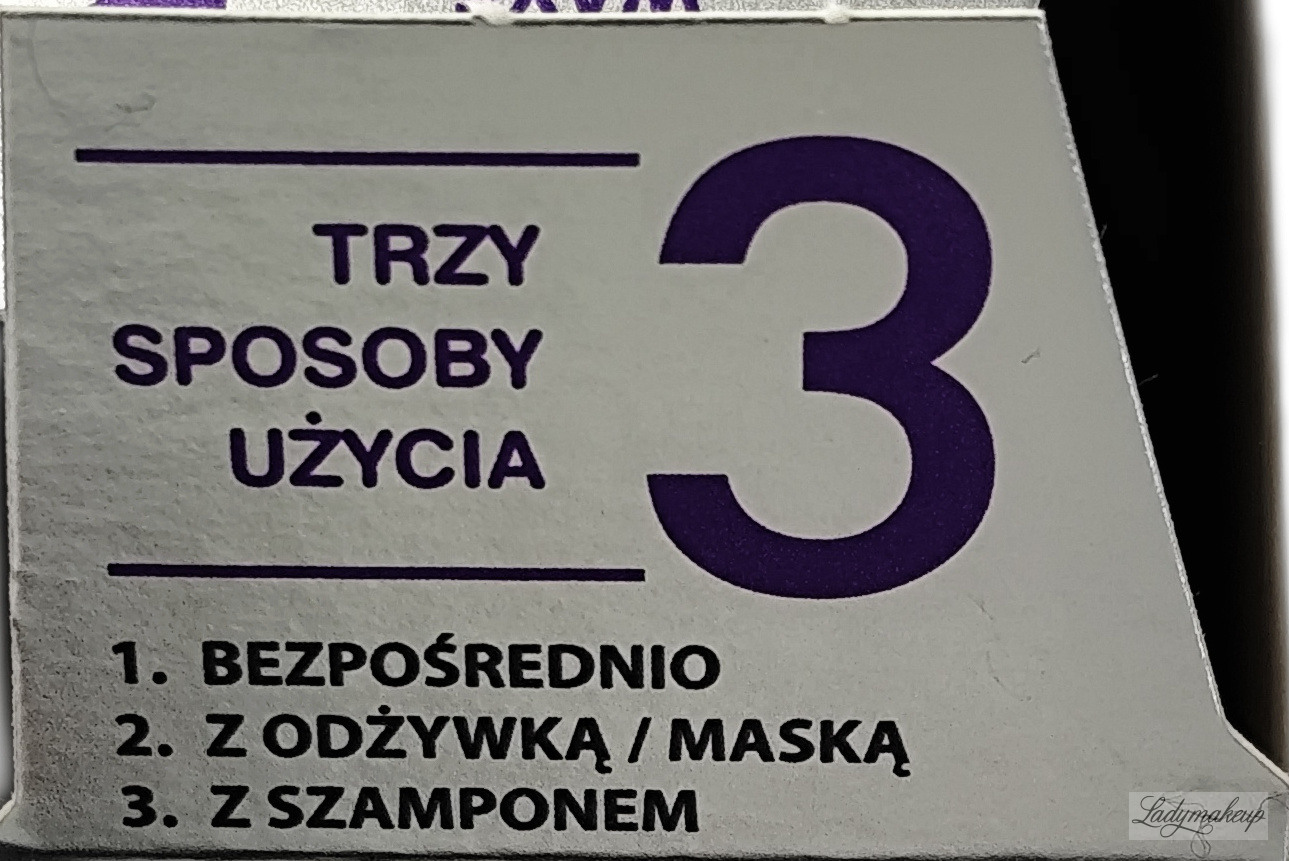 TRZY
SPOSOBY
UŻYCIA
3
1. BEZPOŚREDNIO
2. Z ODŻYWKĄ / MASKĄ
3. Z SZAMPONEM
Ladymakeup